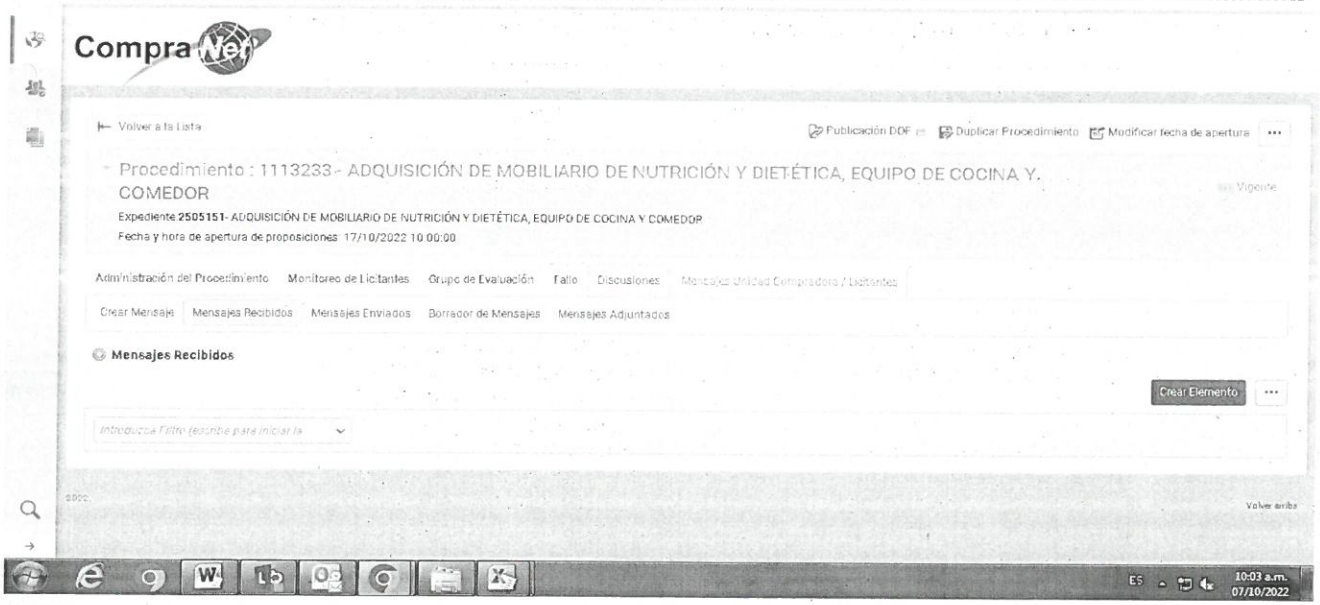 CompraNet
Volver a la Lista
Publicación DOF
Duplicar Procedimiento
Modificar fecha de apertura
...
Procedimiento : 1113233.- ADQUISICIÓN DE MOBILIARIO DE NUTRICIÓN Y DIETÉTICA, EQUIPO DE COCINA Y.
COMEDOR
Vigente
Expediente 2505151- ADQUISICIÓN DE MOBILIARIO DE NUTRICIÓN Y DIETÉTICA, EQUIPO DE COCINA Y COMEDOR
Fecha y hora de apertura de proposiciones: 17/10/2022 10:00:00
Administración del Procedimiento Monitoreo de Licitantes Grupo de Evaluación Fallo Discusiones Mensajes Unidad Compradora / Licitantes
Crear Mensaje Mensajes Recibidos Mensajes Enviados Borrador de Mensajes Mensajes Adjuntados
Mensajes Recibidos
Crear Elemento ...
Introduzca Filtro (escribe para iniciar la
2022
Volver arriba
ES
10:03 a.m.
07/10/2022